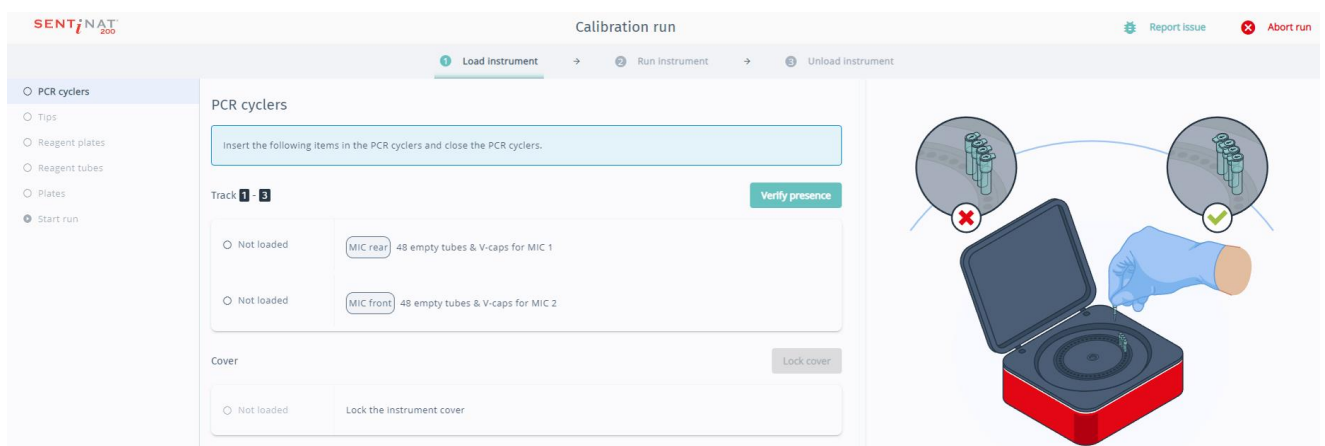 SENTiNAT 200
Calibration run
Report issue
Abort run
1 Load instrument → 2 Run instrument → 3 Unload instrument
PCR cyclers
Tips
Reagent plates
Reagent tubes
Plates
Start run
PCR cyclers
Insert the following items in the PCR cyclers and close the PCR cyclers.
Track 1 - 3
Verify presence
Not loaded MIC rear 48 empty tubes & V-caps for MIC 1
Not loaded MIC front 48 empty tubes & V-caps for MIC 2
Cover
Lock cover
Not loaded Lock the instrument cover